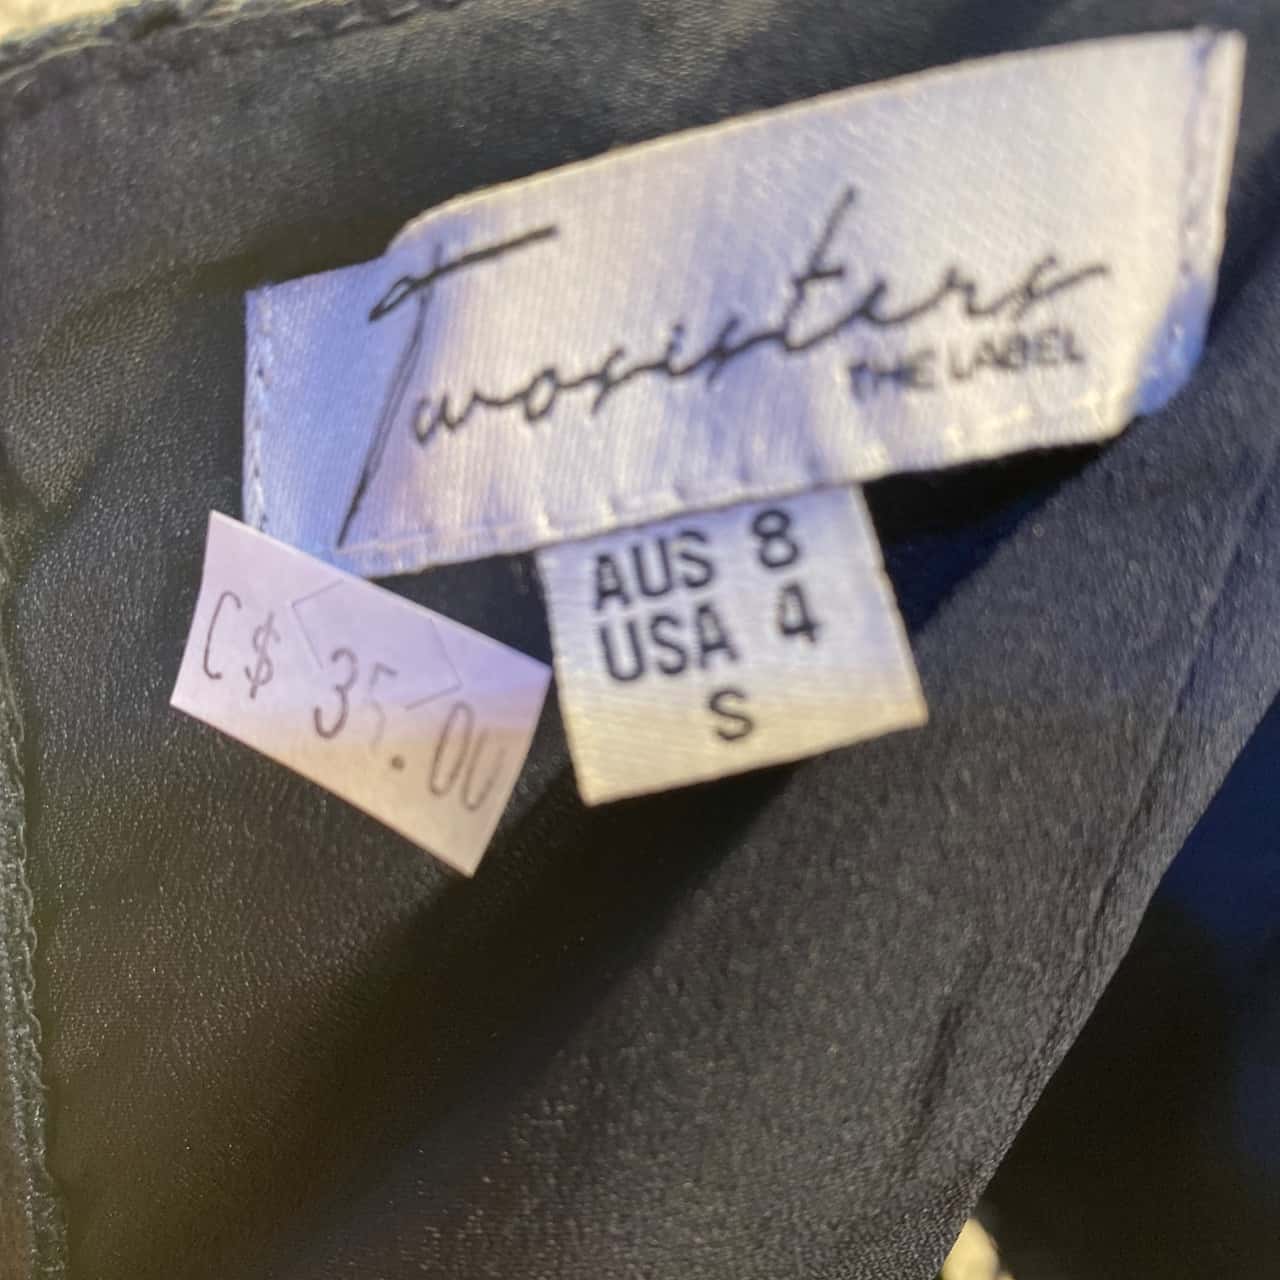 Twosisters
THE LABEL
AUS 8
USA 4
S
C$ 35.00